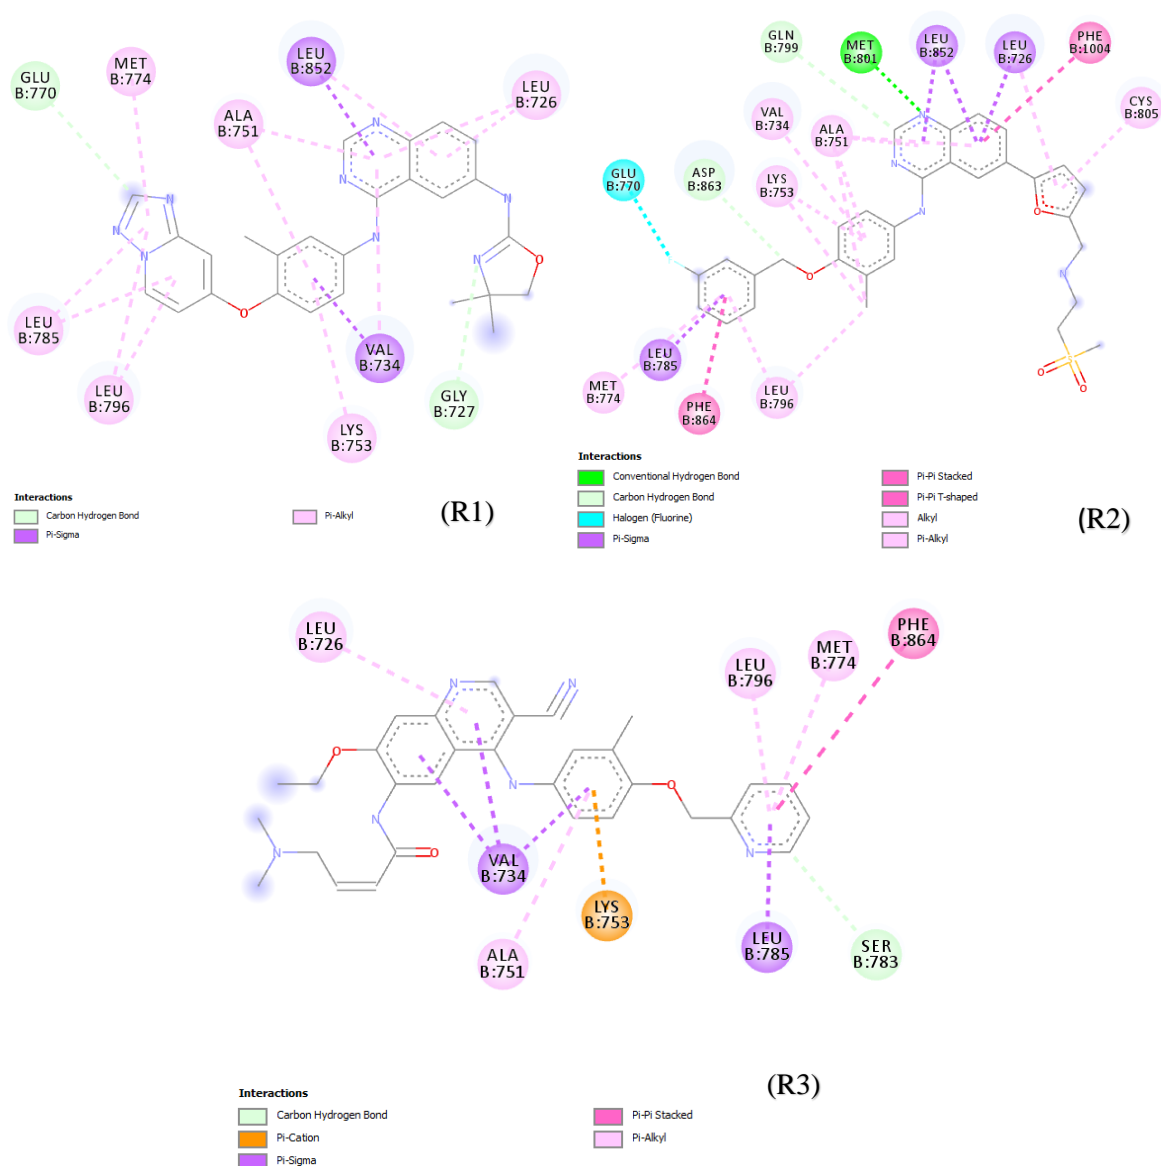 GLU
B:770
MET
B:774
ALA
B:751
LEU
B:852
LEU
B:726
N
N
N
N
N
N
N
N
N
O
O
LEU
B:785
LEU
B:796
VAL
B:734
LYS
B:753
GLY
B:727
Interactions
Carbon Hydrogen Bond
Pi-Sigma
Pi-Alkyl
(R1)
GLN
B:799
MET
B:801
LEU
B:852
LEU
B:726
PHE
B:1004
CYS
B:805
VAL
B:734
ALA
B:751
GLU
B:770
ASP
B:863
LYS
B:753
N
N
N
O
O
N
S
O
O
MET
B:774
LEU
B:785
PHE
B:864
LEU
B:796
Interactions
Conventional Hydrogen Bond
Carbon Hydrogen Bond
Halogen (Fluorine)
Pi-Sigma
Pi-Pi Stacked
Pi-Pi T-shaped
Alkyl
Pi-Alkyl
(R2)
LEU
B:726
LEU
B:796
MET
B:774
PHE
B:864
N
N
O
N
N
N
O
O
N
VAL
B:734
ALA
B:751
LYS
B:753
LEU
B:785
SER
B:783
(R3)
Interactions
Carbon Hydrogen Bond
Pi-Cation
Pi-Sigma
Pi-Pi Stacked
Pi-Alkyl